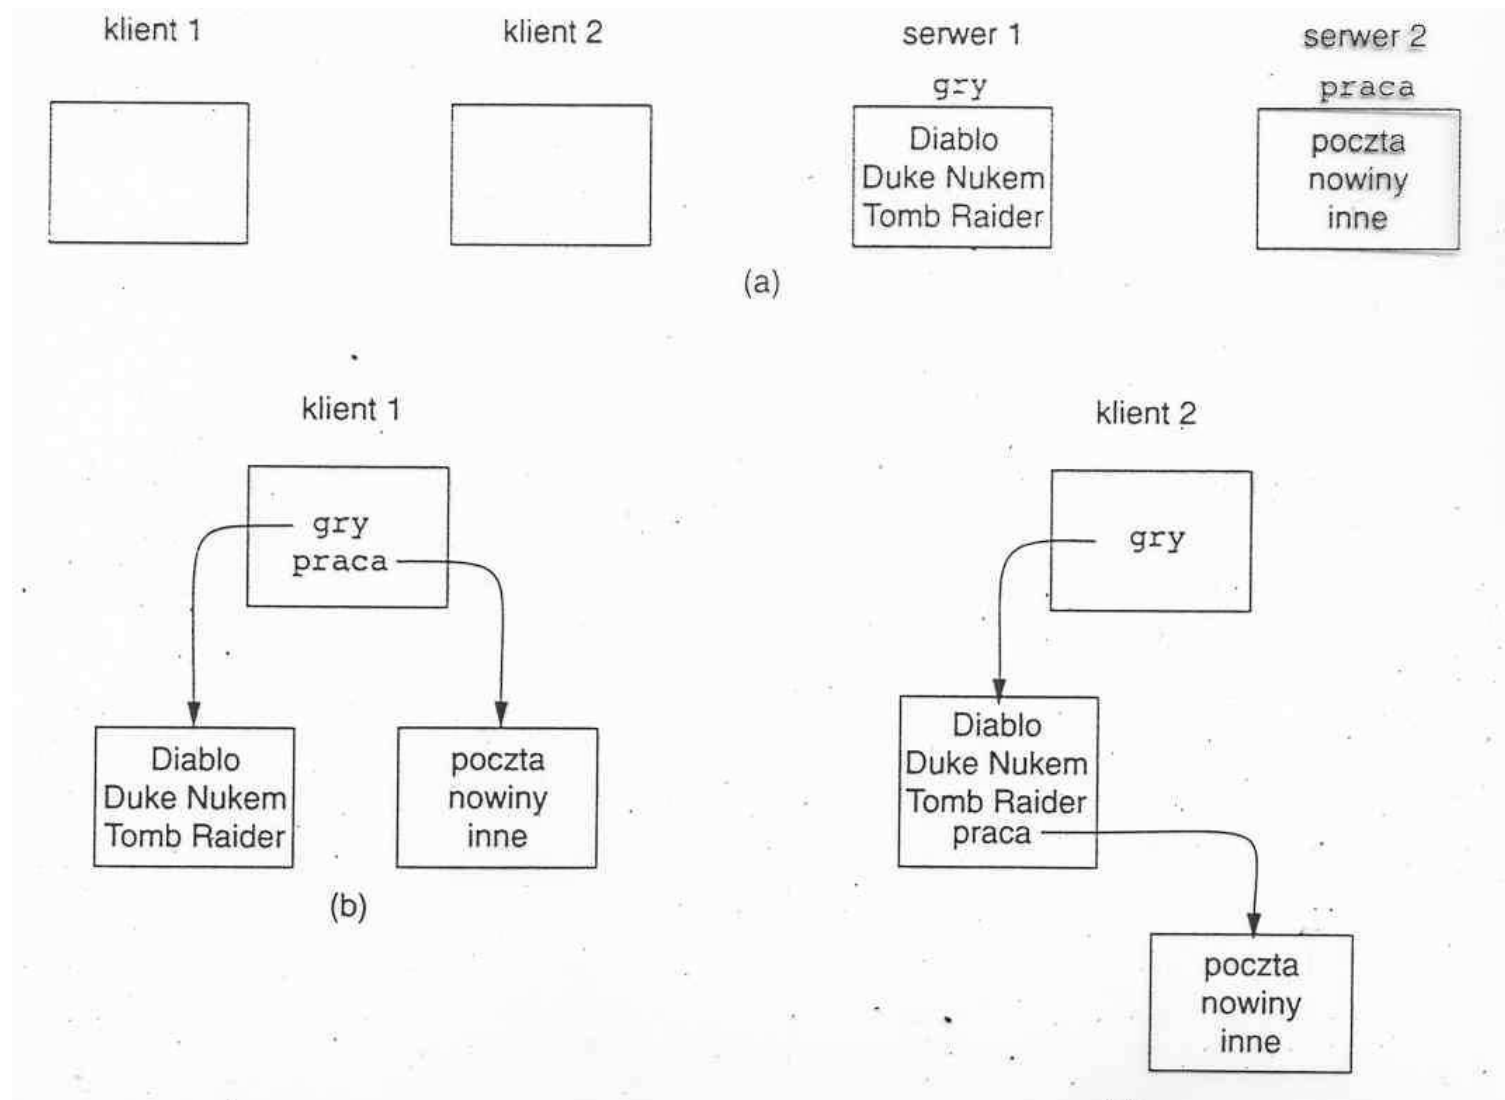 klient 1
klient 2
serwer 1
serwer 2
gry
praca
Diablo
Duke Nukem
Tomb Raider
poczta
nowiny
inne
(a)
klient 1
gry
praca
Diablo
Duke Nukem
Tomb Raider
poczta
nowiny
inne
(b)
klient 2
gry
Diablo
Duke Nukem
Tomb Raider
praca
poczta
nowiny
inne